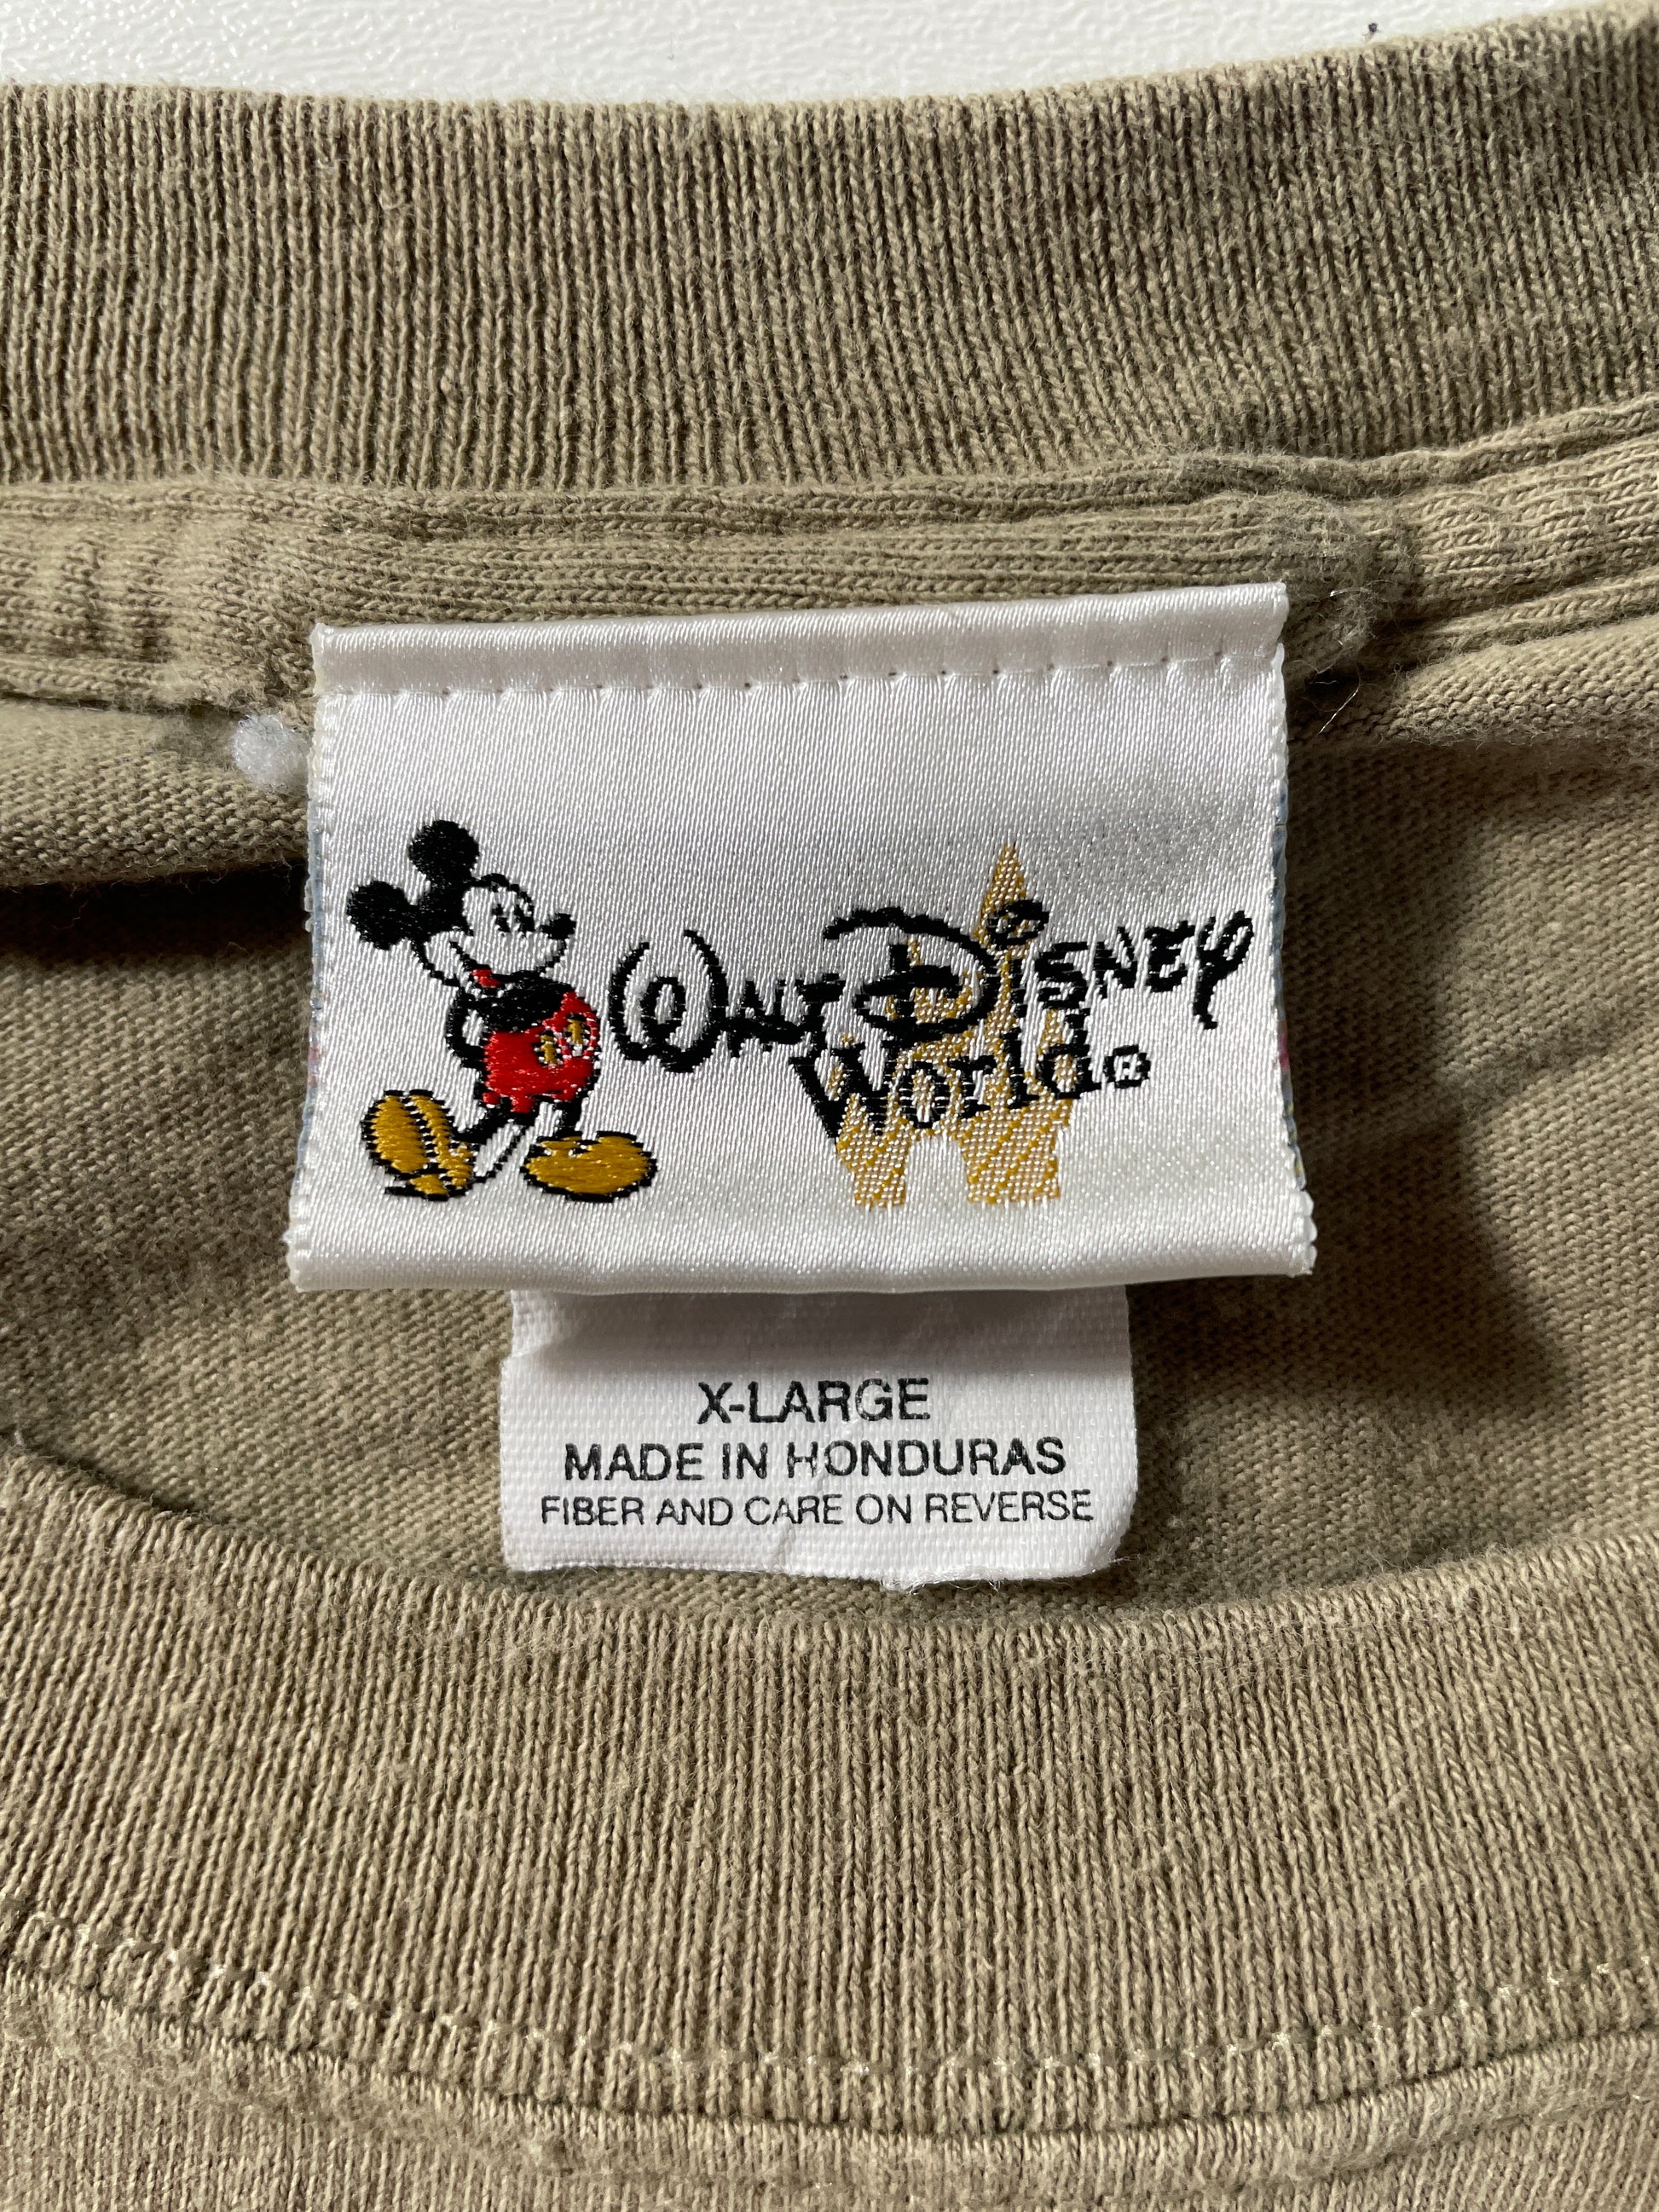 WALT DISNEY
World®
X-LARGE
MADE IN HONDURAS
FIBER AND CARE ON REVERSE